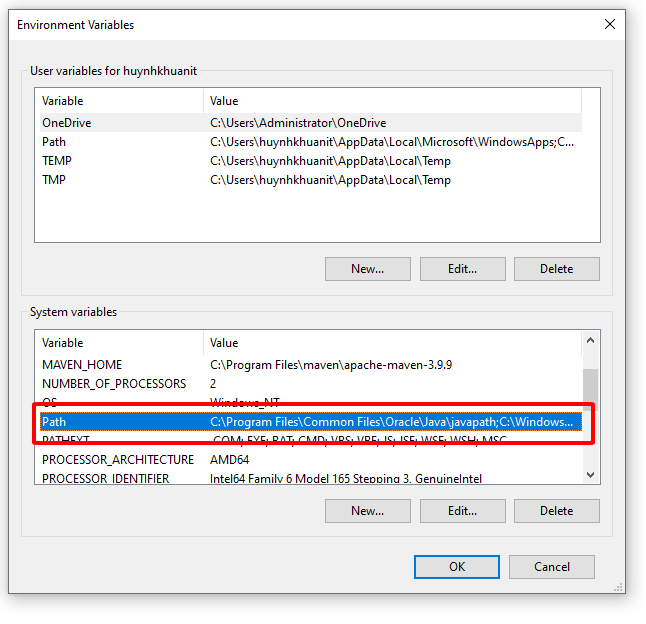 Environment Variables
User variables for huynhkhuanit
Variable Value
OneDrive C:\Users\Administrator\OneDrive
Path C:\Users\huynhkhuanit\AppData\Local\Microsoft\WindowsApps;C...
TEMP C:\Users\huynhkhuanit\AppData\Local\Temp
TMP C:\Users\huynhkhuanit\AppData\Local\Temp
New... Edit... Delete
System variables
Variable Value
MAVEN_HOME C:\Program Files\maven\apache-maven-3.9.9
NUMBER_OF_PROCESSORS 2
OS Windows_NT
Path C:\Program Files\Common Files\Oracle\Java\javapath;C:\Windows...
PATHEXT .COM;.EXE;.BAT;.CMD;.VBS;.VBE;.JS;.JSE;.WSF;.WSH;.MSC
PROCESSOR_ARCHITECTURE AMD64
PROCESSOR_IDENTIFIER Intel64 Family 6 Model 165 Stepping 3, GenuineIntel
New... Edit... Delete
OK Cancel